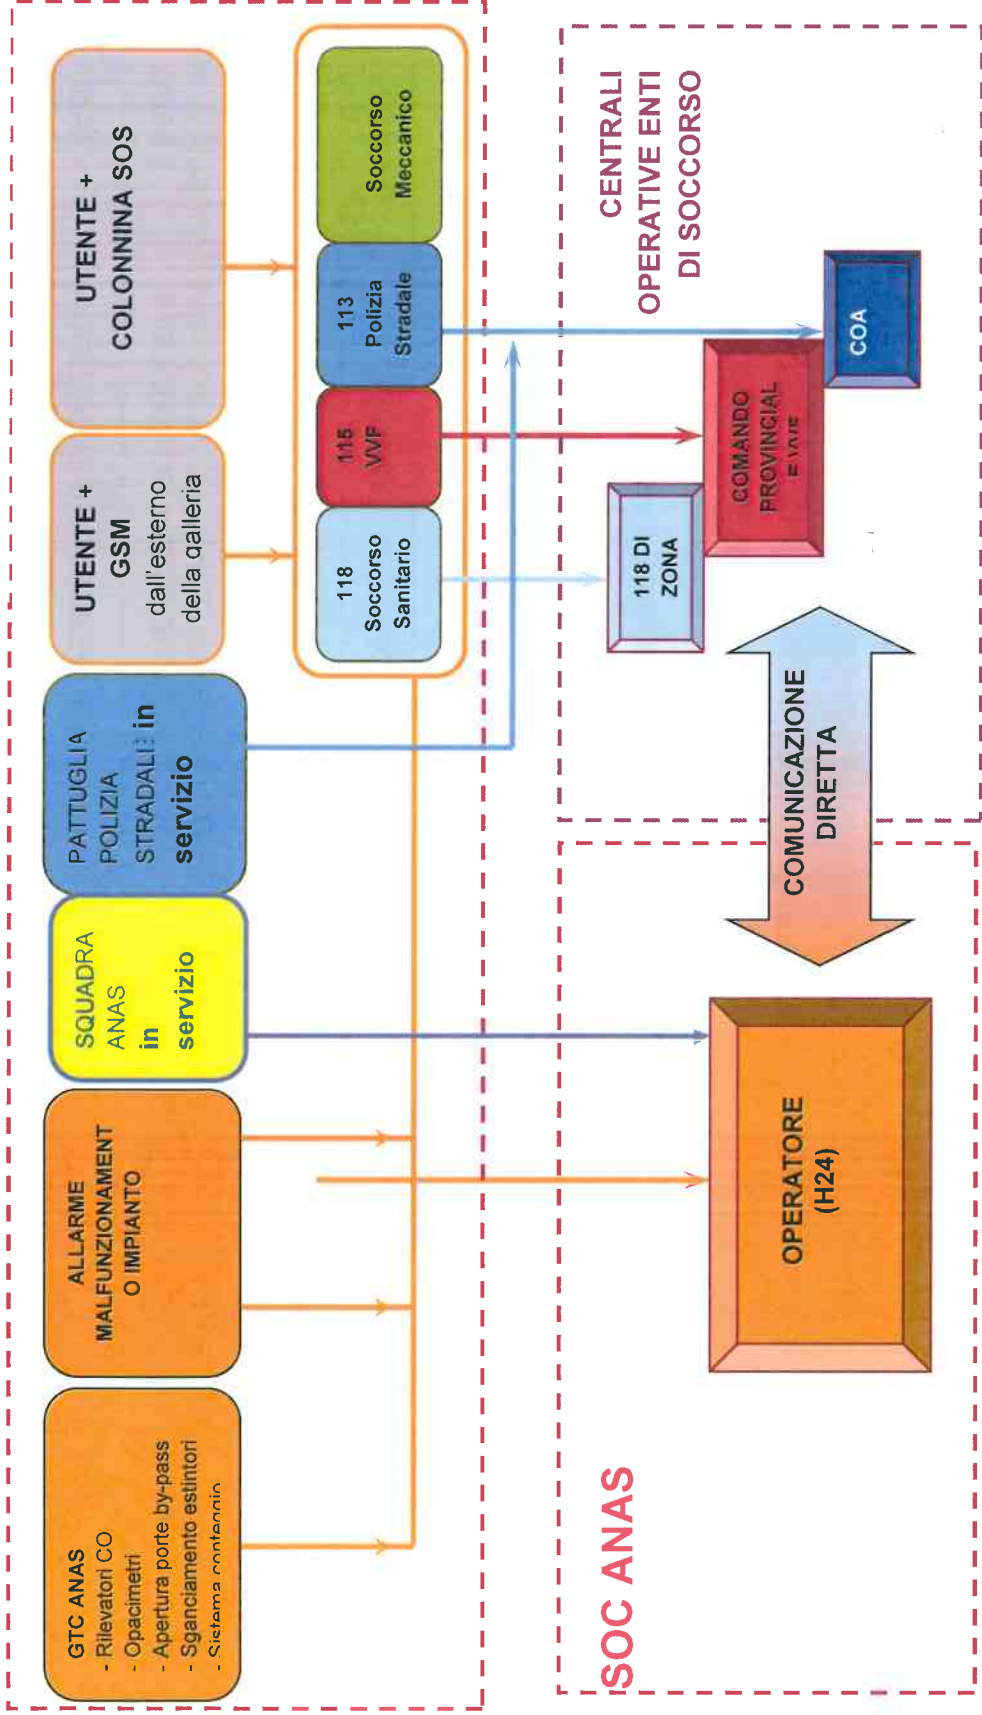 GTC ANAS
- Rilevatori CO
- Opacimetri
- Apertura porte by-pass
- Sganciamento estintori
- Sistema conteggio
ALLARME
MALFUNZIONAMENT
O IMPIANTO
SQUADRA
ANAS
in
servizio
PATTUGLIA
POLIZIA
STRADALI: in
servizio
UTENTE +
GSM
dall'esterno
della galleria
UTENTE +
COLONNINA SOS
118
Soccorso
Sanitario
115
VVF
113
Polizia
Stradale
Soccorso
Meccanico
SOC ANAS
OPERATORE
(H24)
COMUNICAZIONE
DIRETTA
CENTRALI
OPERATIVE ENTI
DI SOCCORSO
118 DI
ZONA
COMANDO
PROVINCIAL
COA